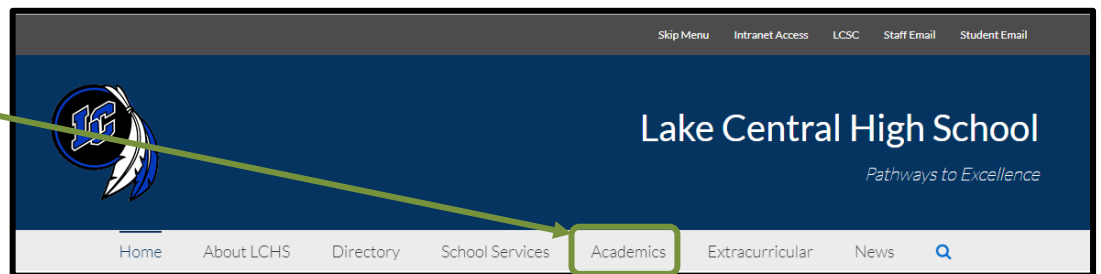 Skip Menu Intranet Access LCSC Staff Email Student Email
LC
Lake Central High School
Pathways to Excellence
Home About LCHS Directory School Services Academics Extracurricular News